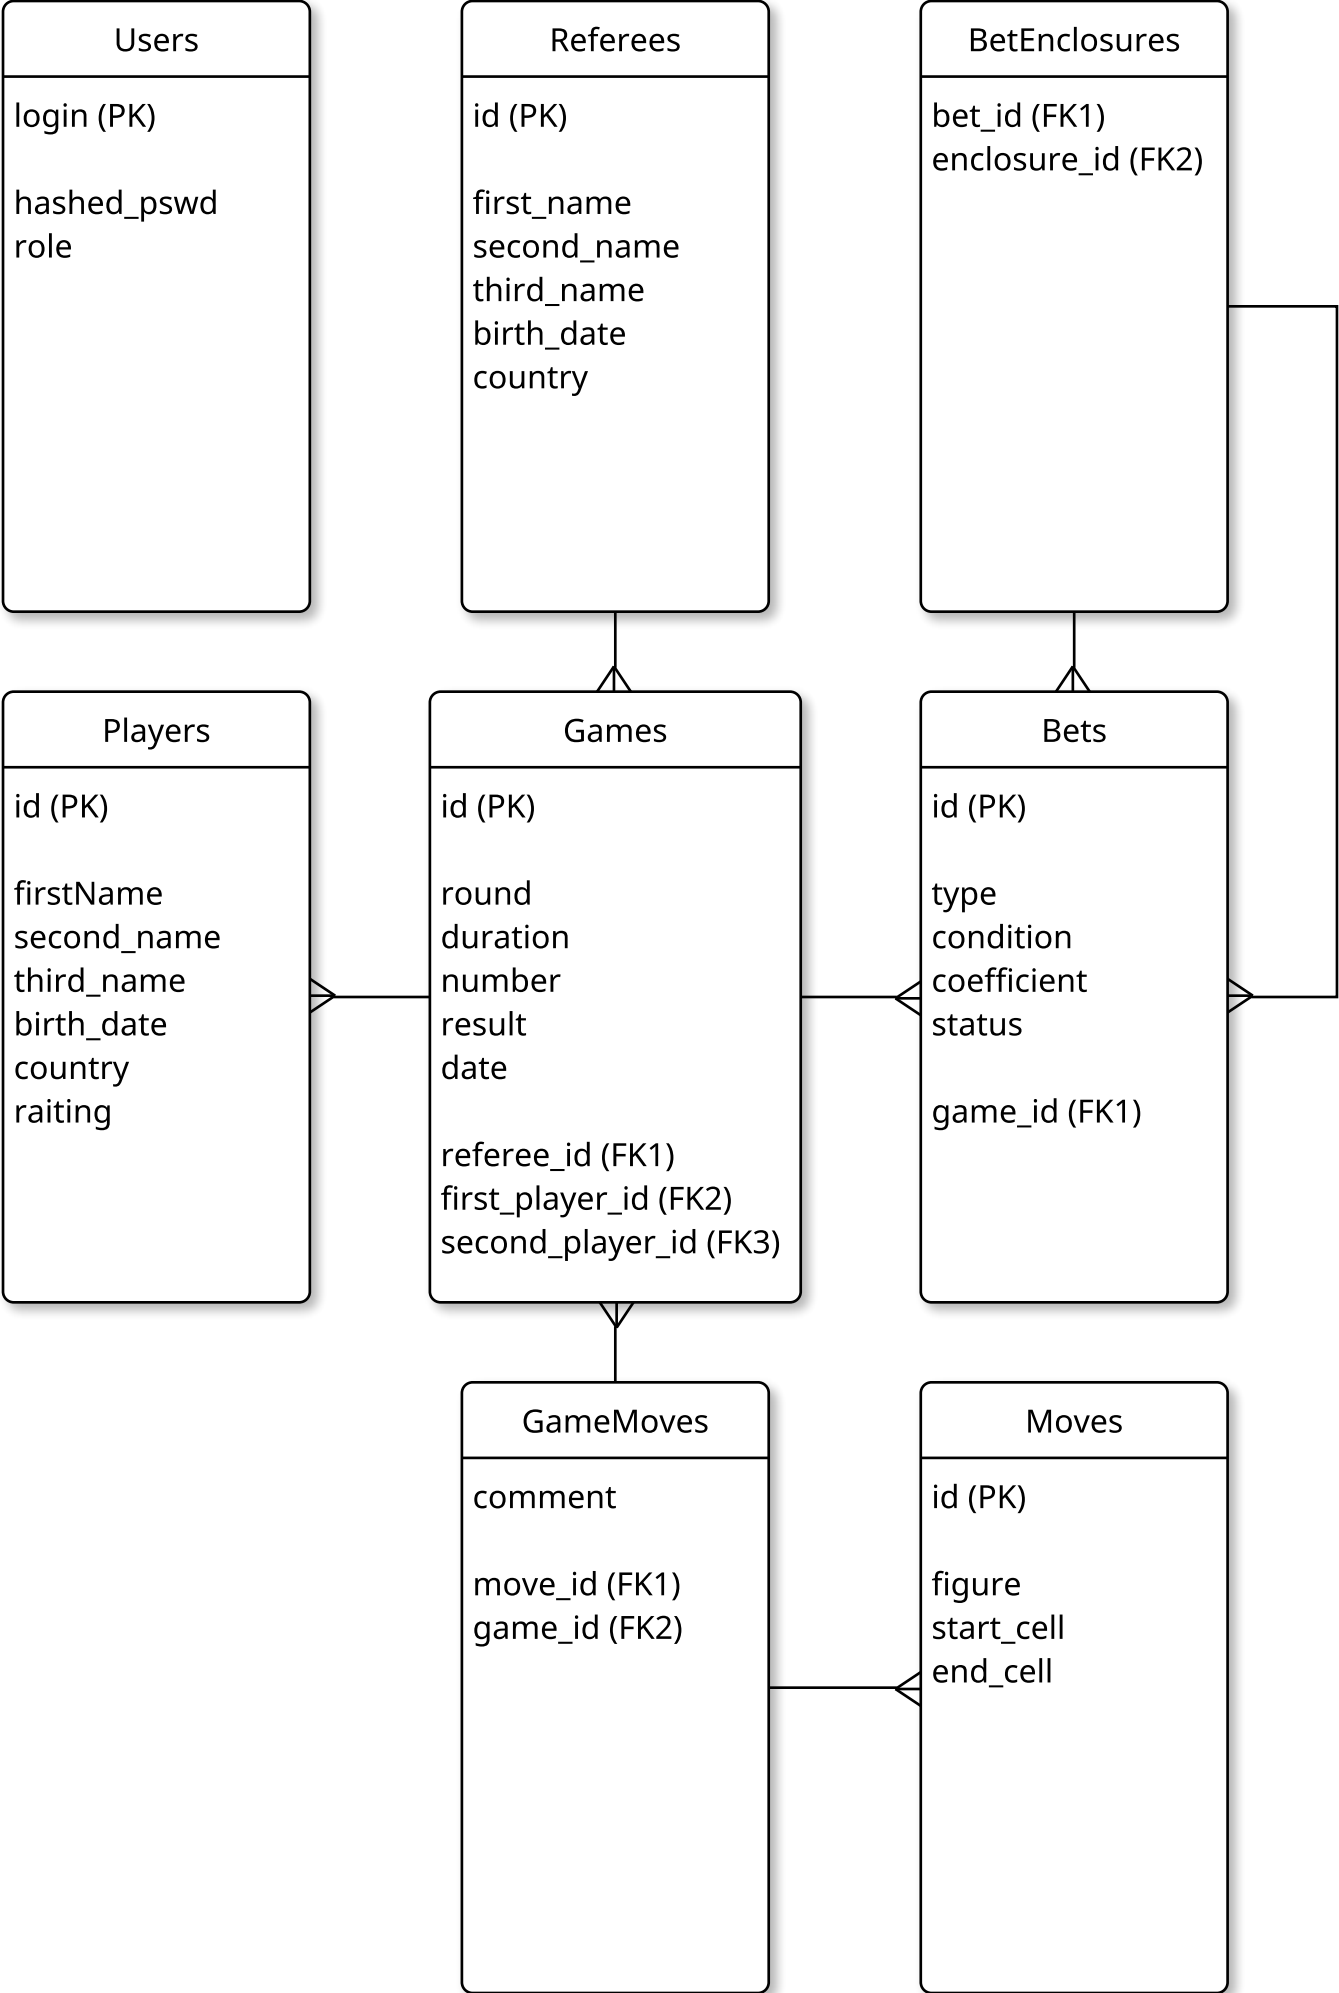 Users
login (PK)
hashed_pswd
role
Referees
id (PK)
first_name
second_name
third_name
birth_date
country
BetEnclosures
bet_id (FK1)
enclosure_id (FK2)
Players
id (PK)
firstName
second_name
third_name
birth_date
country
raiting
Games
id (PK)
round
duration
number
result
date
referee_id (FK1)
first_player_id (FK2)
second_player_id (FK3)
Bets
id (PK)
type
condition
coefficient
status
game_id (FK1)
GameMoves
comment
move_id (FK1)
game_id (FK2)
Moves
id (PK)
figure
start_cell
end_cell